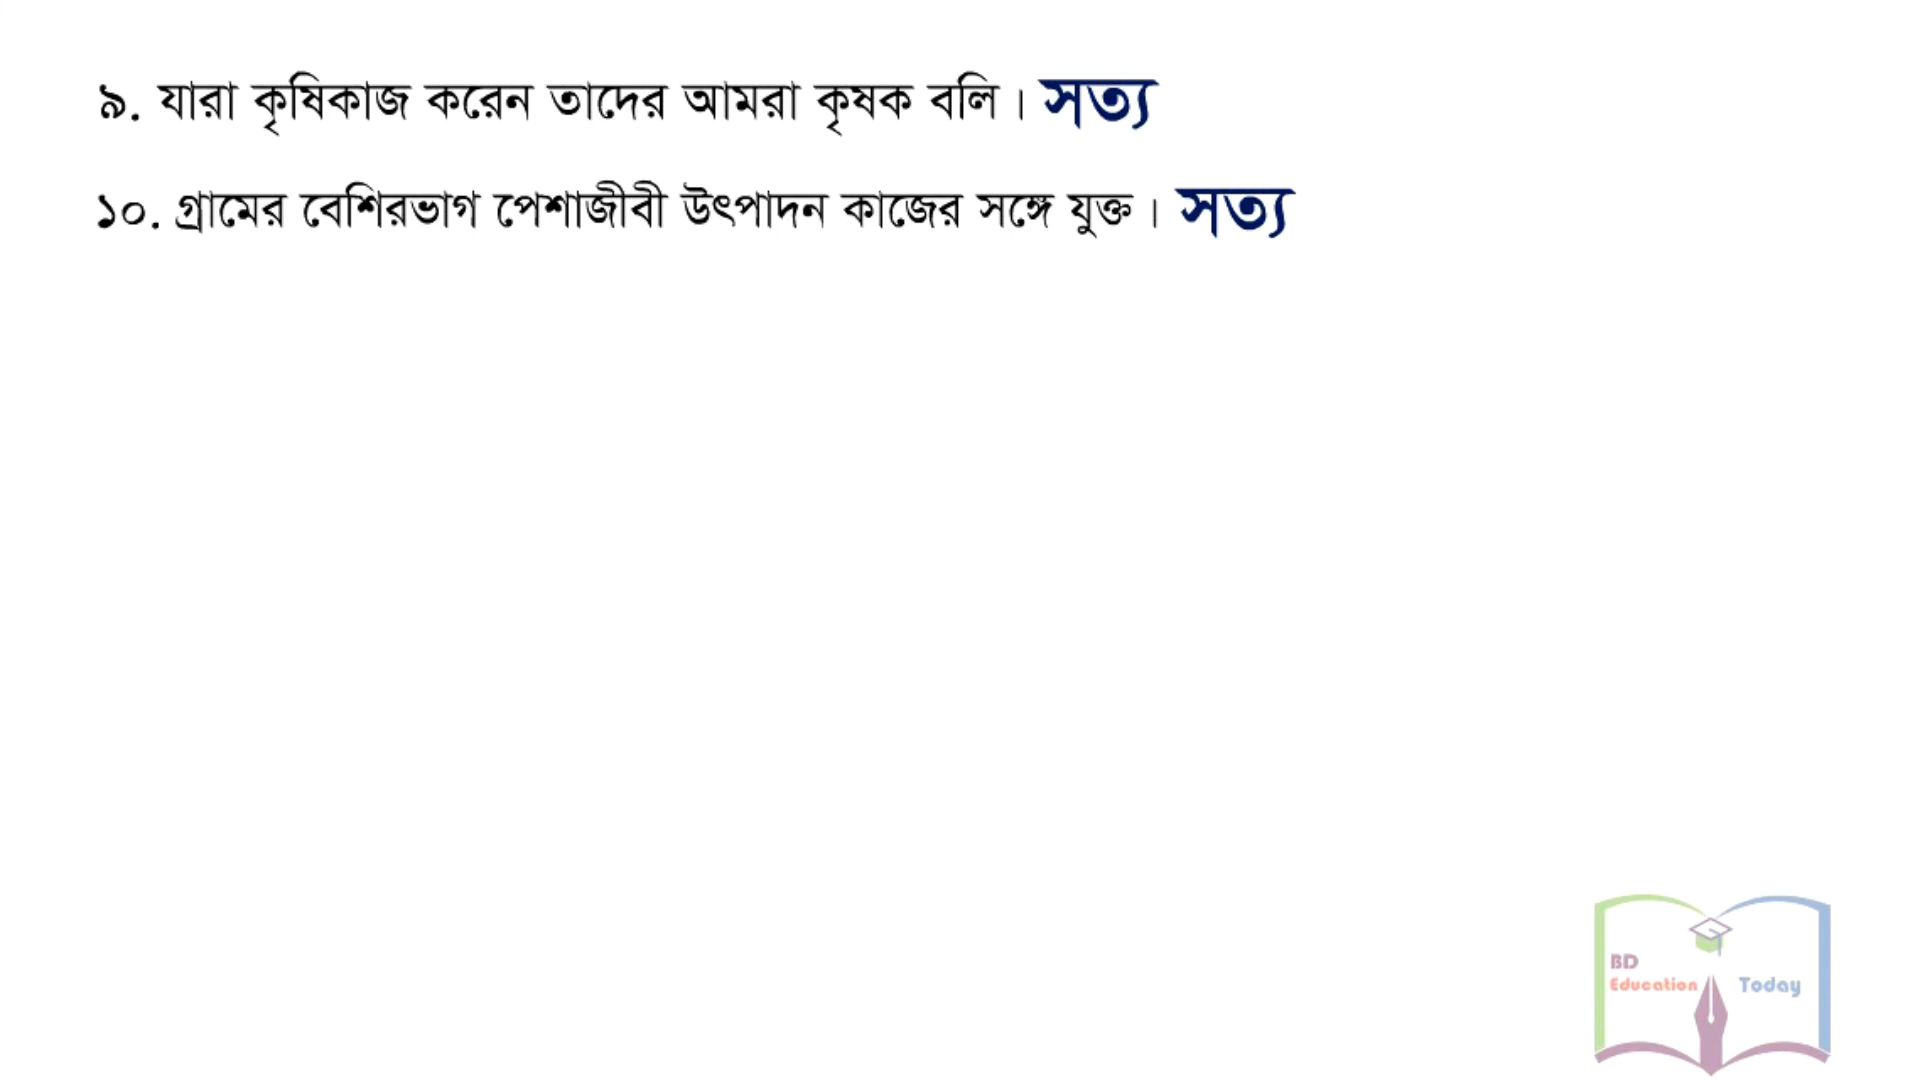 ৯. যারা কৃষিকাজ করেন তাদের আমরা কৃষক বলি। সত্য
১০. গ্রামের বেশিরভাগ পেশাজীবী উৎপাদন কাজের সঙ্গে যুক্ত। সত্য
BD
Education Today